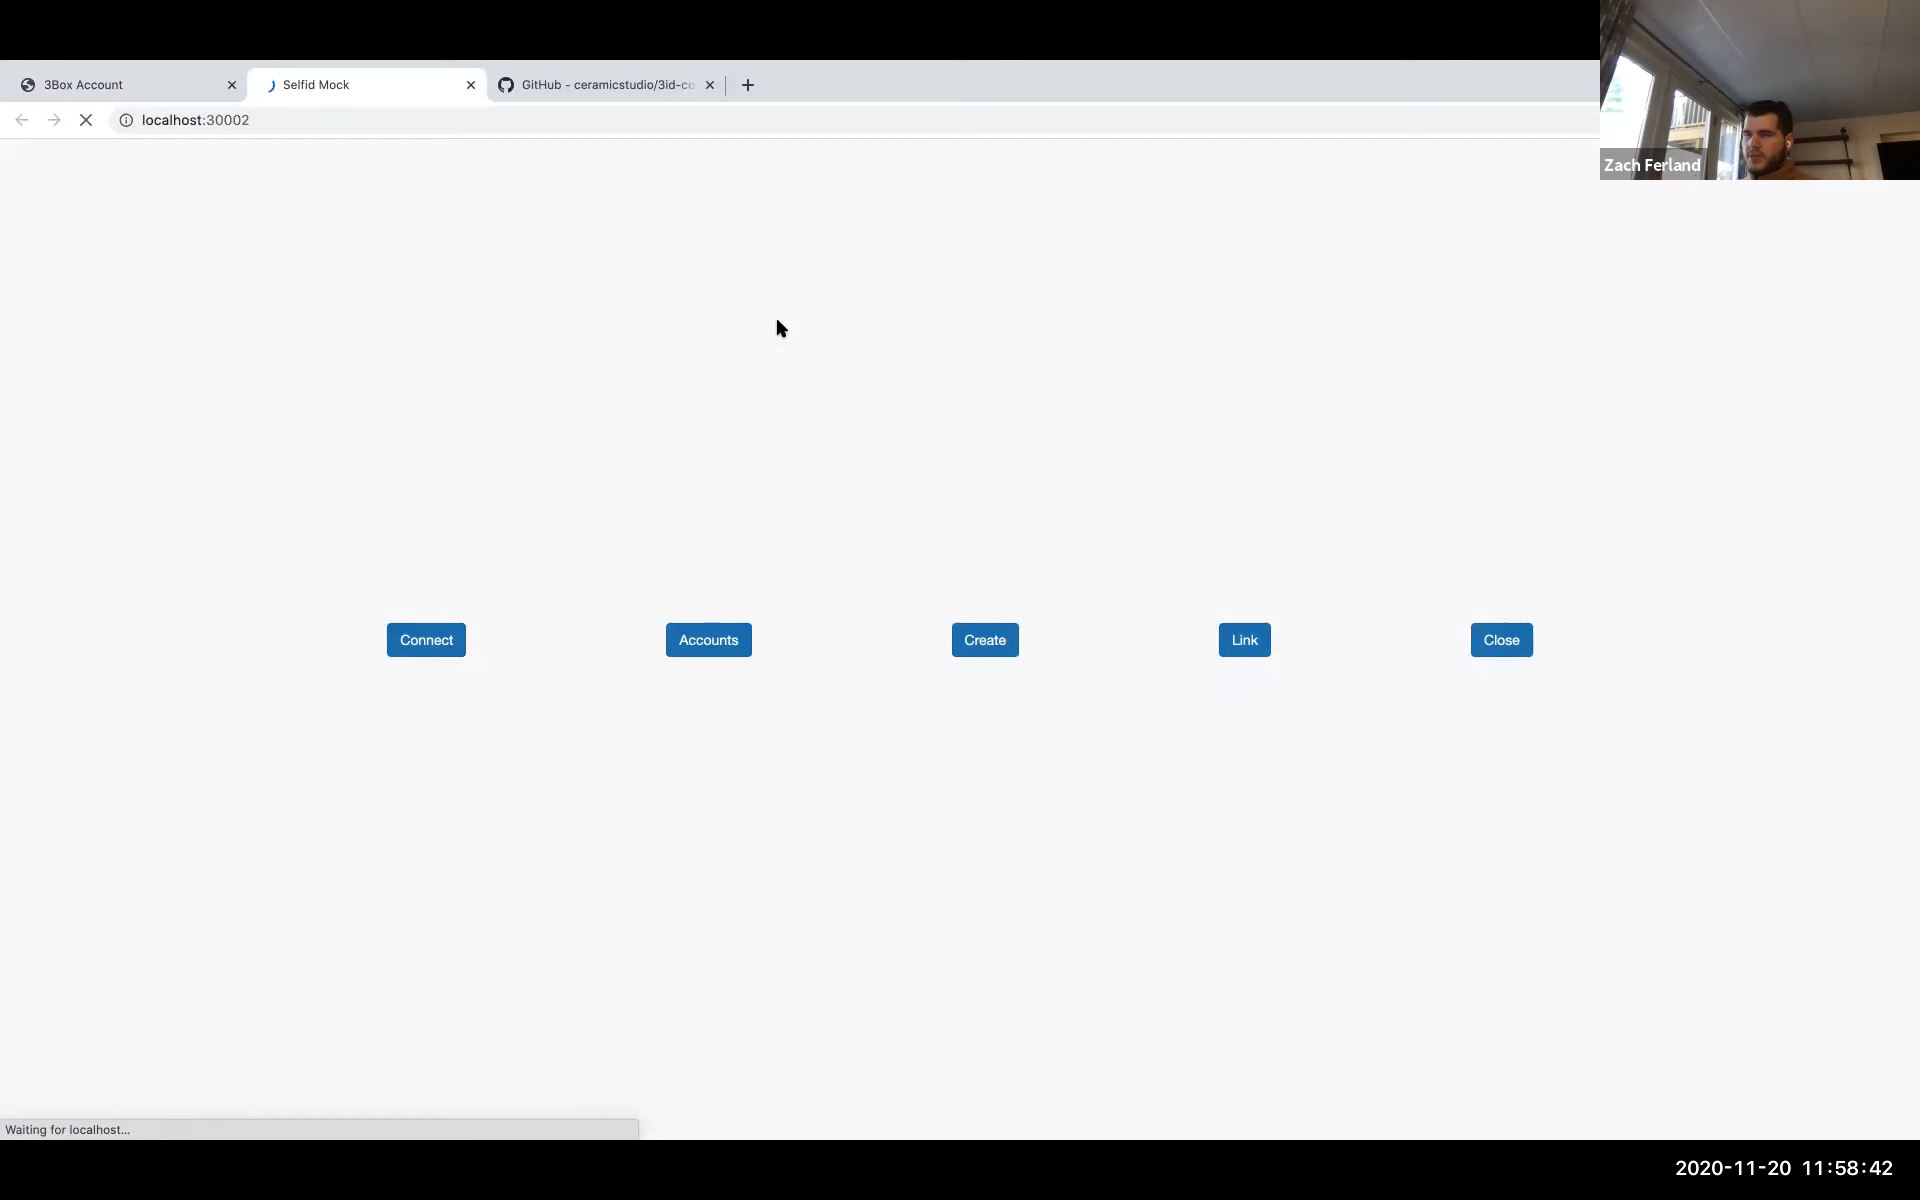 3Box Account
Selfid Mock
GitHub - ceramicstudio/3id-co
localhost:30002
Zach Ferland
Connect
Accounts
Create
Link
Close
Waiting for localhost...
2020-11-20 11:58:42